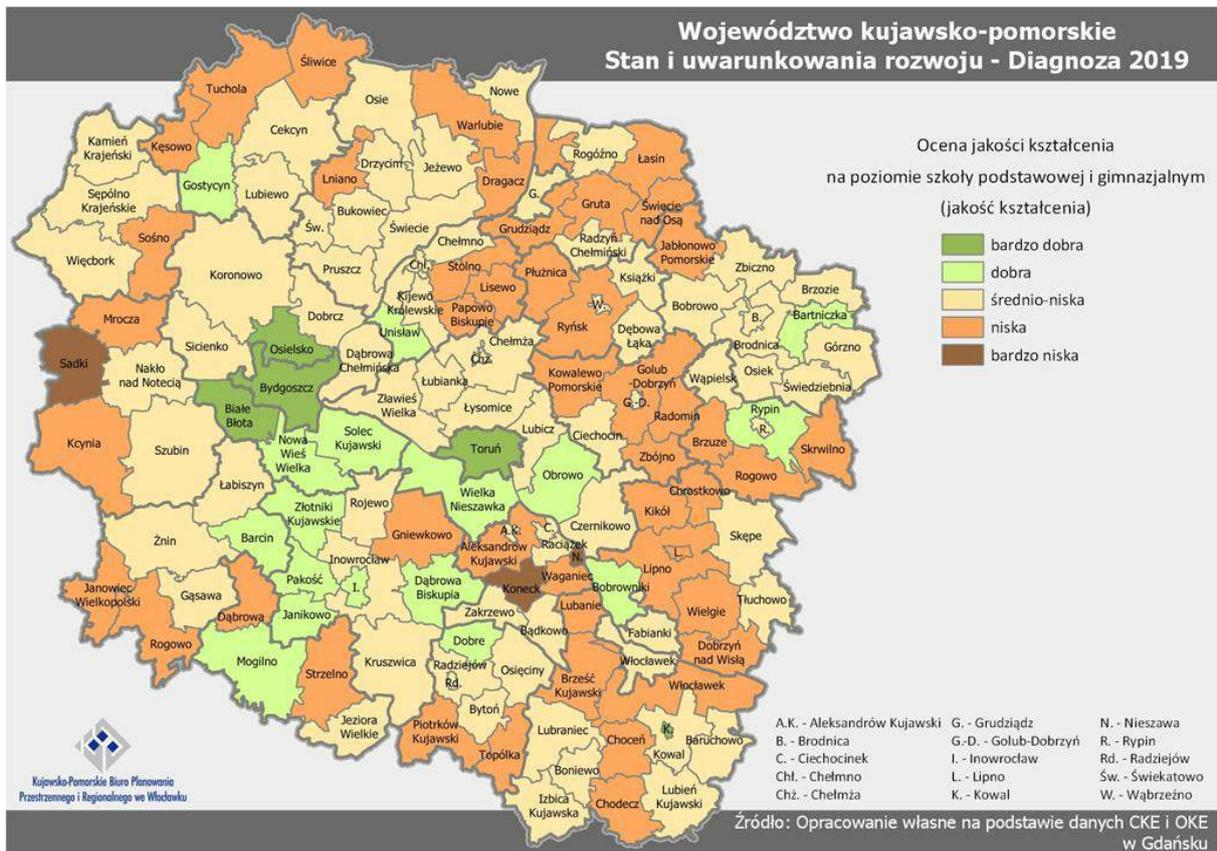 Województwo kujawsko-pomorskie
Stan i uwarunkowania rozwoju - Diagnoza 2019
Ocena jakości kształcenia
na poziomie szkoły podstawowej i gimnazjalnym
(jakość kształcenia)
bardzo dobra
dobra
średnio-niska
niska
bardzo niska
Śliwice
Tuchola
Nowe
Osie
Cekcyn
Warlubie
Kamień
Krajeński
Kęsowo
Rogóźno
Łasin
Drzycim
Jeżewo
Lniano
Dragacz
Gostycyn
Lubiewo
Sępólno
Krajeńskie
G.
Gruta
Świecie
nad Osą
Bukowiec
Św.
Świecie
Grudziądz
Sośno
Więcbork
Radzyń
Chełmiński
Jabłonowo
Pomorskie
Chełmno
Koronowo
Pruszcz
Chł.
Stolno
Płużnica
Książki
Zbiczno
Lisewo
Kijewo
Królewskie
Brzozie
Bobrowo
Mrocza
Dobrcz
Papowo
Biskupie
W.
B.
Bartniczka
Unisław
Ryńsk
Dębowa
Łąka
Brodnica
Sicienko
Osielsko
Chełmża
Górzno
Sadki
Nakło
nad Notecią
Dąbrowa
Chełmińska
Chż.
Wąpielsk
Osiek
Świedziebnia
Bydgoszcz
Łubianka
Kowalewo
Pomorskie
Golub
-Dobrzyń
G.-D.
Zławieś
Wielka
Łysomice
Radomin
Rypin
R.
Białe
Błota
Lubicz
Ciechocin
Brzuze
Skrwilno
Kcynia
Szubin
Nowa
Wieś
Wielka
Solec
Kujawski
Toruń
Zbójno
Rogowo
Obrowo
Łabiszyn
Wielka
Nieszawka
Chrostkowo
Złotniki
Kujawskie
Rojewo
Kikół
Czernikowo
Skępe
Gniewkowo
A.K.
C.
Raciążek
Żnin
Barcin
Aleksandrów
Kujawski
N.
L.
Inowrocław
Lipno
Pakość
I.
Dąbrowa
Biskupia
Koneck
Waganiec
Bobrowniki
Janowiec
Wielkopolski
Gąsawa
Tłuchowo
Wielgie
Janikowo
Lubanie
Dąbrowa
Zakrzewo
Bądkowo
Fabianki
Rogowo
Dobre
Dobrzyń
nad Wisłą
Mogilno
Kruszwica
Radziejów
Rd.
Osięciny
Włocławek
Strzelno
Brześć
Kujawski
Włocławek
Bytoń
Jeziora
Wielkie
Piotrków
Kujawski
Lubraniec
Choceń
K.
Kowal
Baruchowo
Topólka
Boniewo
Lubień
Kujawski
Izbica
Kujawska
Chodecz
A.K. - Aleksandrów Kujawski
B. - Brodnica
C. - Ciechocinek
Chł. - Chełmno
Chż. - Chełmża
G. - Grudziądz
G.-D. - Golub-Dobrzyń
I. - Inowrocław
L. - Lipno
K. - Kowal
N. - Nieszawa
R. - Rypin
Rd. - Radziejów
Św. - Świekatowo
W. - Wąbrzeźno
Kujawsko-Pomorskie Biuro Planowania
Przestrzennego i Regionalnego we Włocławku
Źródło: Opracowanie własne na podstawie danych CKE i OKE
w Gdańsku